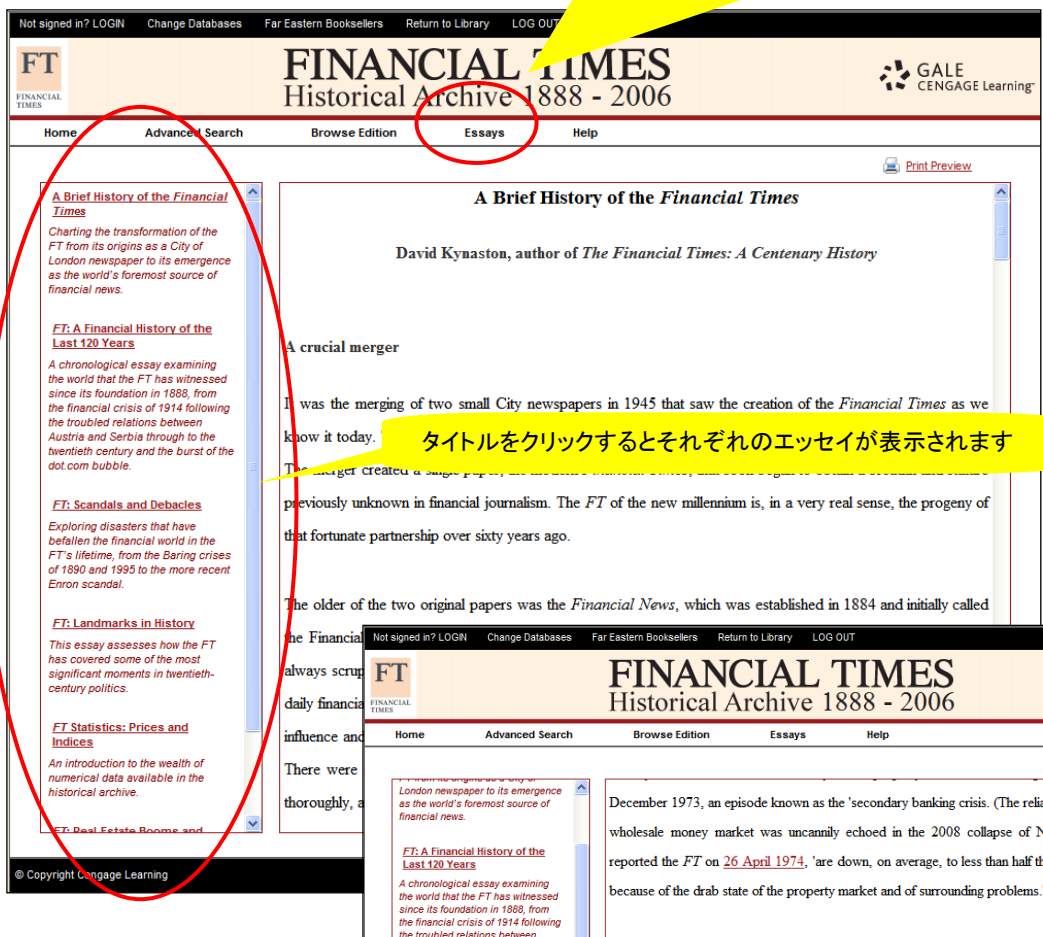 Not signed in? LOGIN Change Databases Far Eastern Booksellers Return to Library LOG OUT
FT
FINANCIAL
TIMES
FINANCIAL TIMES
Historical Archive 1888 - 2006
GALE
CENGAGE Learning
Home Advanced Search Browse Edition Essays Help
Print Preview
A Brief History of the Financial
Times
Charting the transformation of the
FT from its origins as a City of
London newspaper to its emergence
as the world's foremost source of
financial news.
FT: A Financial History of the
Last 120 Years
A chronological essay examining
the world that the FT has witnessed
since its foundation in 1888, from
the financial crisis of 1914 following
the troubled relations between
Austria and Serbia through to the
twentieth century and the burst of the
dot.com bubble.
FT: Scandals and Debacles
Exploring disasters that have
befallen the financial world in the
FT's lifetime, from the Baring crises
of 1890 and 1995 to the more recent
Enron scandal.
FT: Landmarks in History
This essay assesses how the FT
has covered some of the most
significant moments in twentieth-
century politics.
FT Statistics: Prices and
Indices
An introduction to the wealth of
numerical data available in the
historical archive.
FT: Real Estate Booms and
A Brief History of the Financial Times
David Kynaston, author of The Financial Times: A Centenary History
A crucial merger
It was the merging of two small City newspapers in 1945 that saw the creation of the Financial Times as we
know it today.
タイトルをクリックするとそれぞれのエッセイが表示されます
The merger created a single paper,
previously unknown in financial journalism. The FT of the new millennium is, in a very real sense, the progeny of
that fortunate partnership over sixty years ago.
The older of the two original papers was the Financial News, which was established in 1884 and initially called
the Financial
always scrup
daily financia
influence and
There were
thoroughly, a
© Copyright Cengage Learning
Not signed in? LOGIN Change Databases Far Eastern Booksellers Return to Library LOG OUT
FT
FINANCIAL
TIMES
FINANCIAL TIMES
Historical Archive 1888 - 2006
Home Advanced Search Browse Edition Essays Help
London newspaper to its emergence
as the world's foremost source of
financial news.
FT: A Financial History of the
Last 120 Years
A chronological essay examining
the world that the FT has witnessed
since its foundation in 1888, from
the financial crisis of 1914 following
the troubled relations between
December 1973, an episode known as the 'secondary banking crisis. (The relia
wholesale money market was uncannily echoed in the 2008 collapse of N
reported the FT on 26 April 1974, 'are down, on average, to less than half th
because of the drab state of the property market and of surrounding problems.'